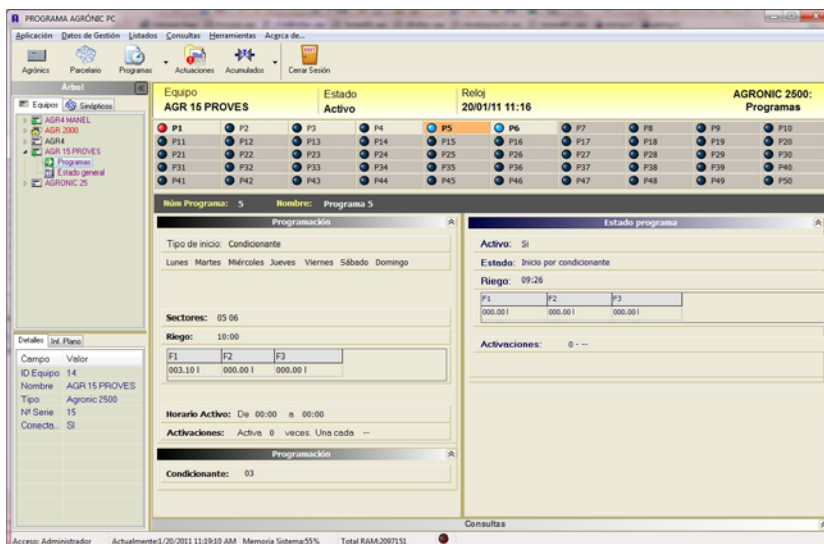 PROGRAMA AGRÓNIC PC
Aplicación Datos de Gestión Listados Consultas Herramientas Acerca de...
Agrónics Parcelario Programas Actuaciones Acumulados Cerrar Sesión
Árbol
Equipos Sinópticos
AGR4 MANEL
AGR 2000
AGR4
AGR 15 PROVES
Programas
Estado general
AGRONIC 25
Detalles Inf. Plano
Campo Valor
ID Equipo 14
Nombre AGR 15 PROVES
Tipo Agronic 2500
Nº Serie 15
Conecta... SI
Equipo Estado Reloj AGRONIC 2500:
AGR 15 PROVES Activo 20/01/11 11:16 Programas
P1 P2 P3 P4 P5 P6 P7 P8 P9 P10
P11 P12 P13 P14 P15 P16 P17 P18 P19 P20
P21 P22 P23 P24 P25 P26 P27 P28 P29 P30
P31 P32 P33 P34 P35 P36 P37 P38 P39 P40
P41 P42 P43 P44 P45 P46 P47 P48 P49 P50
Núm Programa: 5 Nombre: Programa 5
Programación
Tipo de inicio: Condicionante
Lunes Martes Miércoles Jueves Viernes Sábado Domingo
Sectores: 05 06
Riego: 10:00
F1 F2 F3
003.10 l 000.00 l 000.00 l
Horario Activo: De 00:00 a 00:00
Activaciones: Activa 0 veces. Una cada --
Programación
Condicionante: 03
Estado programa
Activo: Si
Estado: Inicio por condicionante
Riego: 09:26
F1 F2 F3
000.00 l 000.00 l 000.00 l
Activaciones: 0 - --
Consultas
Acceso: Administrador Actualmente:1/20/2011 11:19:10 AM Memoria Sistema:55% Total RAM:2097151